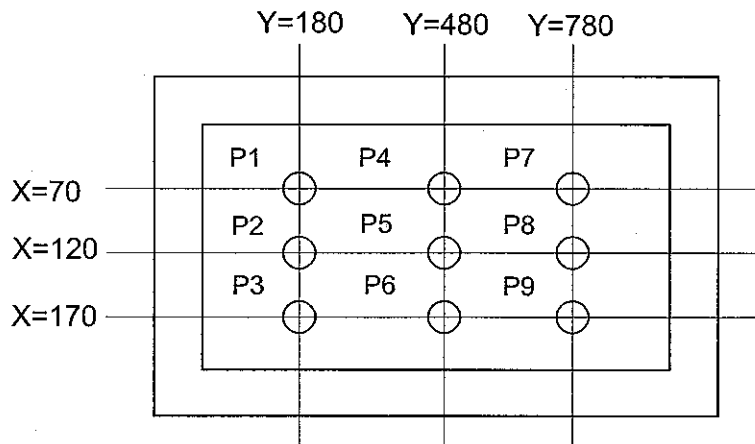 Y=180 Y=480 Y=780
P1 P4 P7
X=70
P2 P5 P8
X=120
P3 P6 P9
X=170